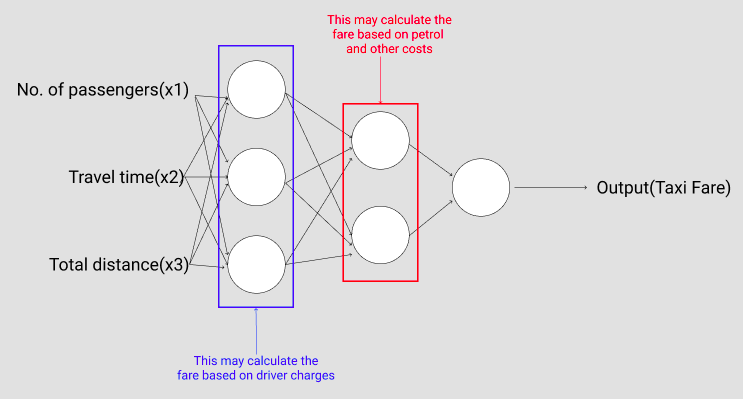 This may calculate the
fare based on petrol
and other costs
No. of passengers(x1)
Travel time(x2)
Total distance(x3)
Output(Taxi Fare)
This may calculate the
fare based on driver charges